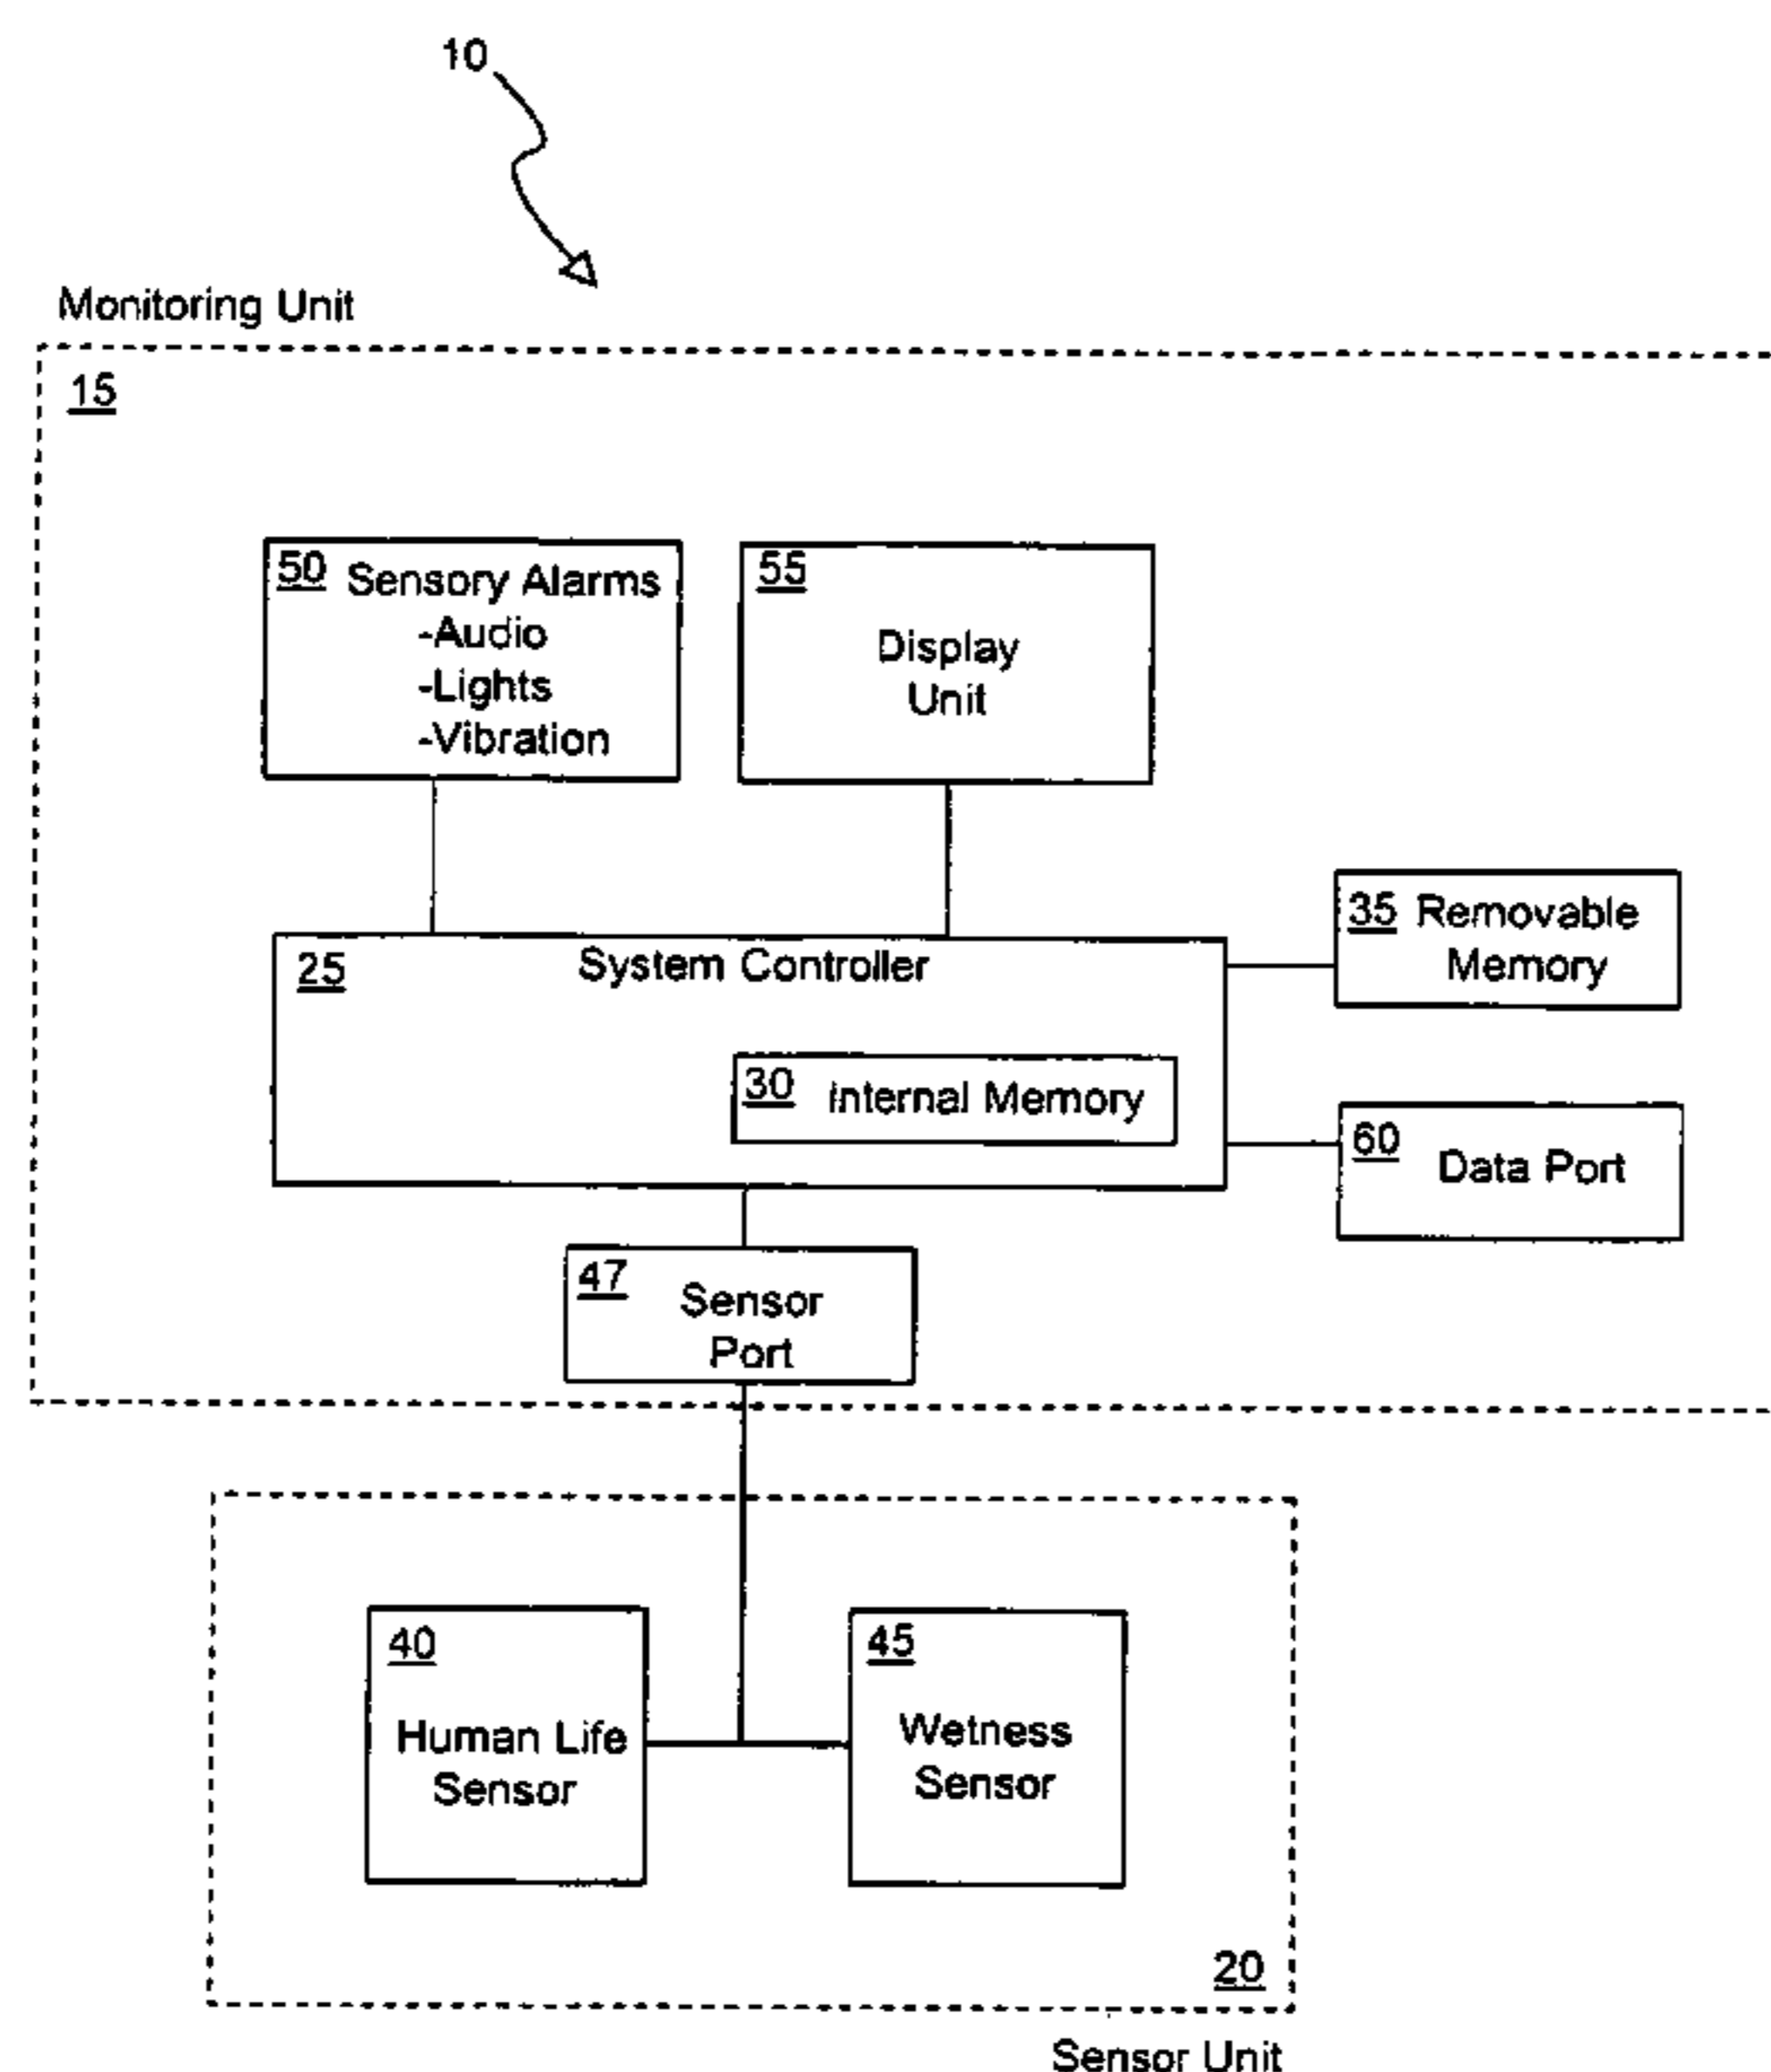 10
Monitoring Unit
15
50 Sensory Alarms
-Audio
-Lights
-Vibration
55
Display
Unit
35 Removable
Memory
25 System Controller
30 Internal Memory
60 Data Port
47 Sensor
Port
40
Human Life
Sensor
45
Wetness
Sensor
20
Sensor Unit